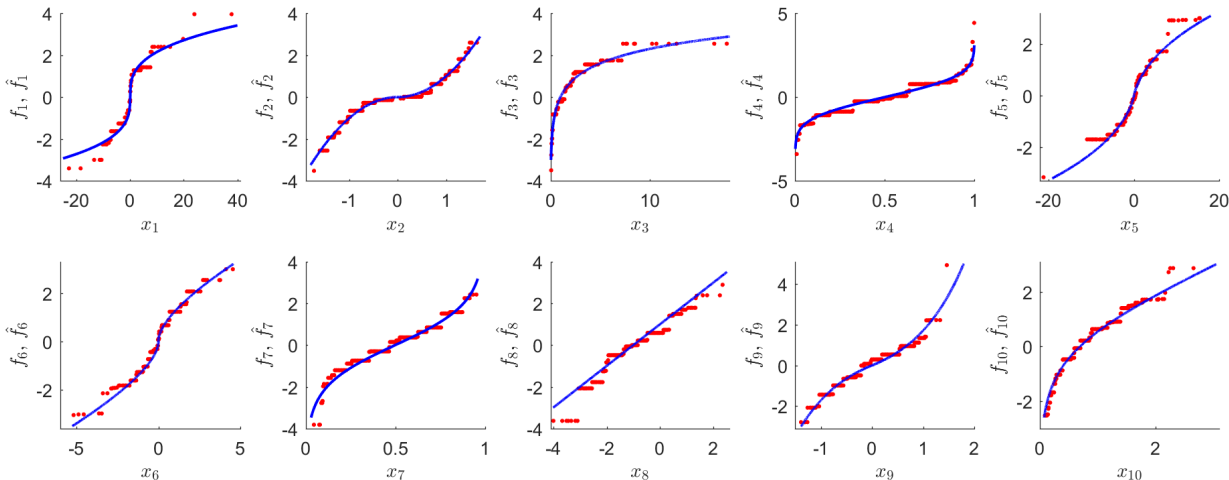 f₁, f̂₁
4
2
0
-2
-4
-20 0 20 40
x₁
f₂, f̂₂
4
2
0
-2
-4
-1 0 1
x₂
f₃, f̂₃
4
2
0
-2
-4
0 10
x₃
f₄, f̂₄
5
0
-5
0 0.5 1
x₄
f₅, f̂₅
2
0
-2
-20 0 20
x₅
f₆, f̂₆
2
0
-2
-5 0 5
x₆
f₇, f̂₇
4
2
0
-2
-4
0 0.5 1
x₇
f₈, f̂₈
4
2
0
-2
-4
-4 -2 0 2
x₈
f₉, f̂₉
4
2
0
-2
-1 0 1 2
x₉
f₁₀, f̂₁₀
2
0
-2
0 2
x₁₀